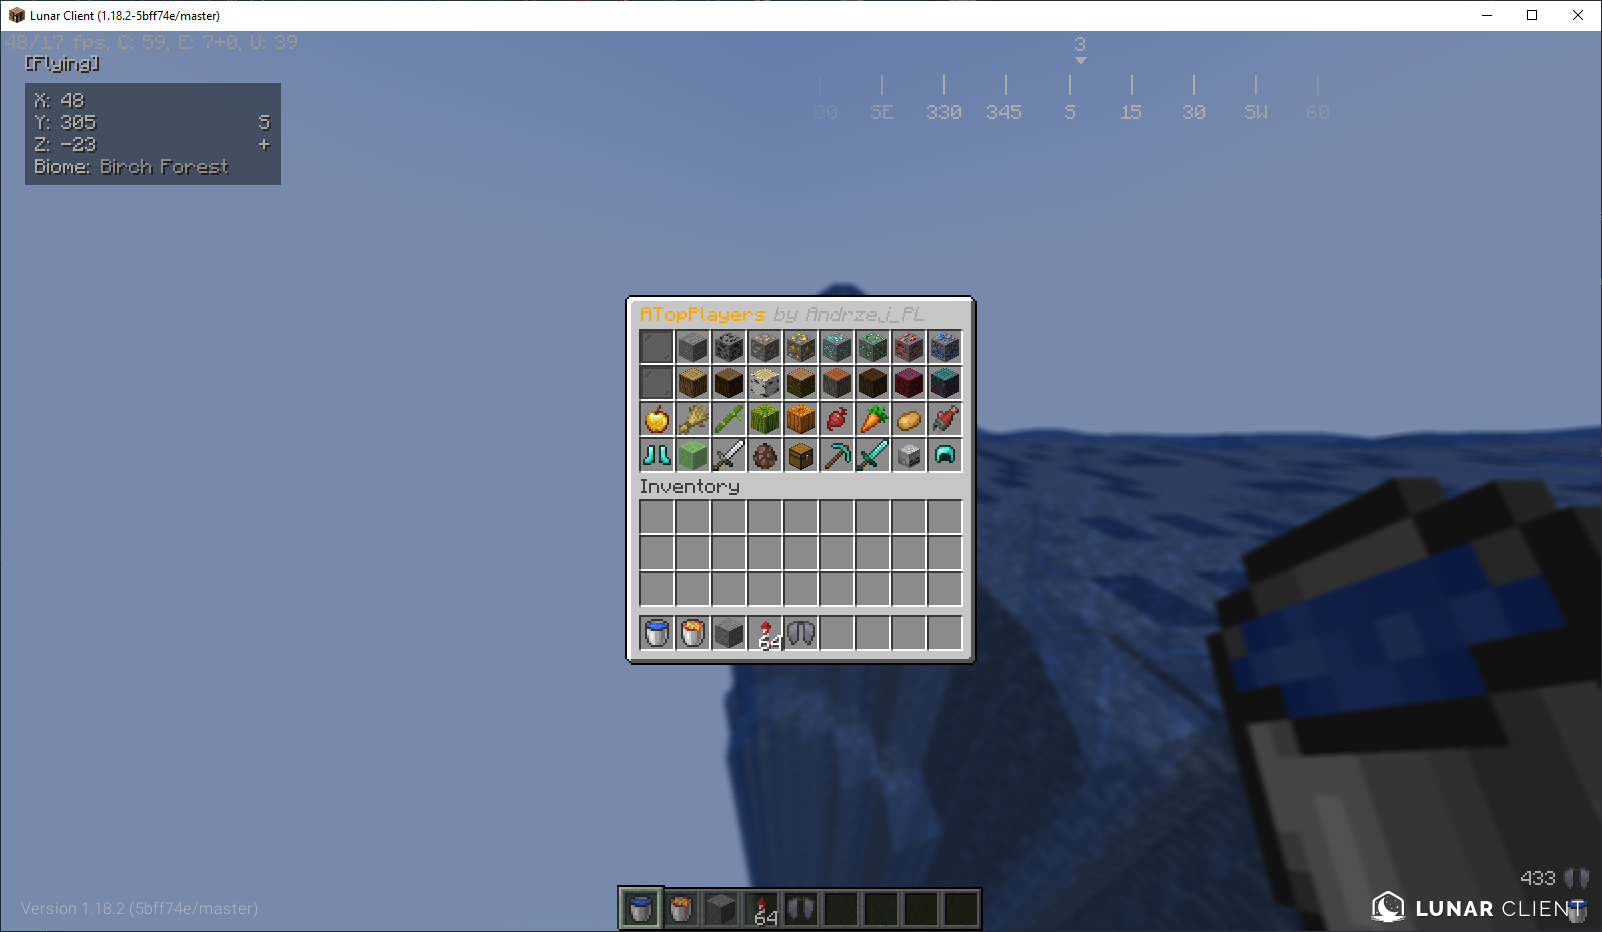 Lunar Client (1.18.2-5bff74e/master)
48/17 fps, C: 59, E: 7+0, U: 39
[Flying]
X: 48
Y: 305 S
Z: -23 +
Biome: Birch Forest
3
00 SE 330 345 S 15 30 SW 60
ATopPlayers by Andrzej_PL
Inventory
64
433
Version 1.18.2 (5bff74e/master)
64
LUNAR CLIENT